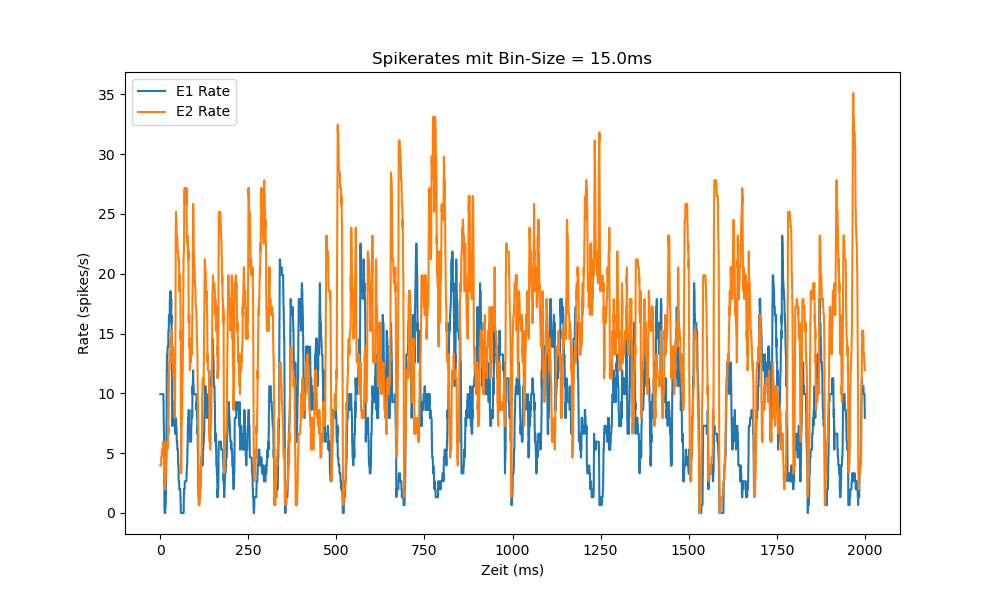 Spikerates mit Bin-Size = 15.0ms
E1 Rate
E2 Rate
Rate (spikes/s)
35
30
25
20
15
10
5
0
0 250 500 750 1000 1250 1500 1750 2000
Zeit (ms)